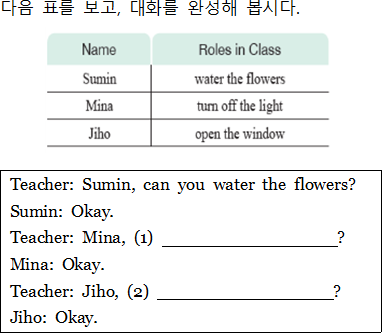 다음 표를 보고, 대화를 완성해 봅시다.
Name Roles in Class
Sumin water the flowers
Mina turn off the light
Jiho open the window
Teacher: Sumin, can you water the flowers?
Sumin: Okay.
Teacher: Mina, (1) ____________________?
Mina: Okay.
Teacher: Jiho, (2) ____________________?
Jiho: Okay.